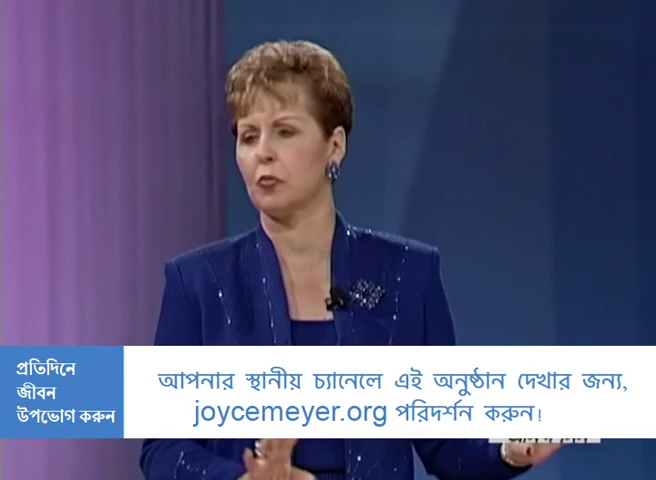 প্রতিদিনে
জীবন
উপভোগ করুন
আপনার স্থানীয় চ্যানেলে এই অনুষ্ঠান দেখার জন্য,
joycemeyer.org পরিদর্শন করুন!